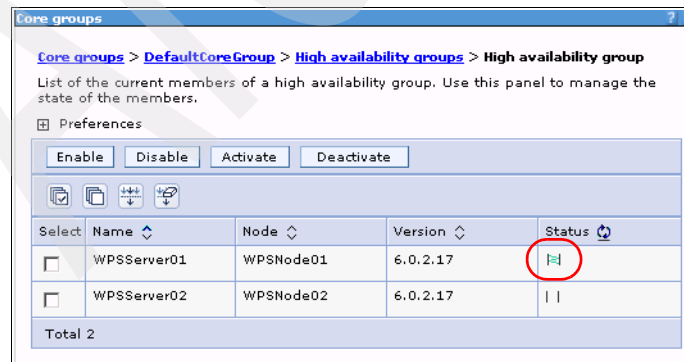 Core groups ?
Core groups > DefaultCoreGroup > High availability groups > High availability group
List of the current members of a high availability group. Use this panel to manage the
state of the members.
Preferences
Enable Disable Activate Deactivate
Select Name Node Version Status
WPSServer01 WPSNode01 6.0.2.17
WPSServer02 WPSNode02 6.0.2.17
Total 2